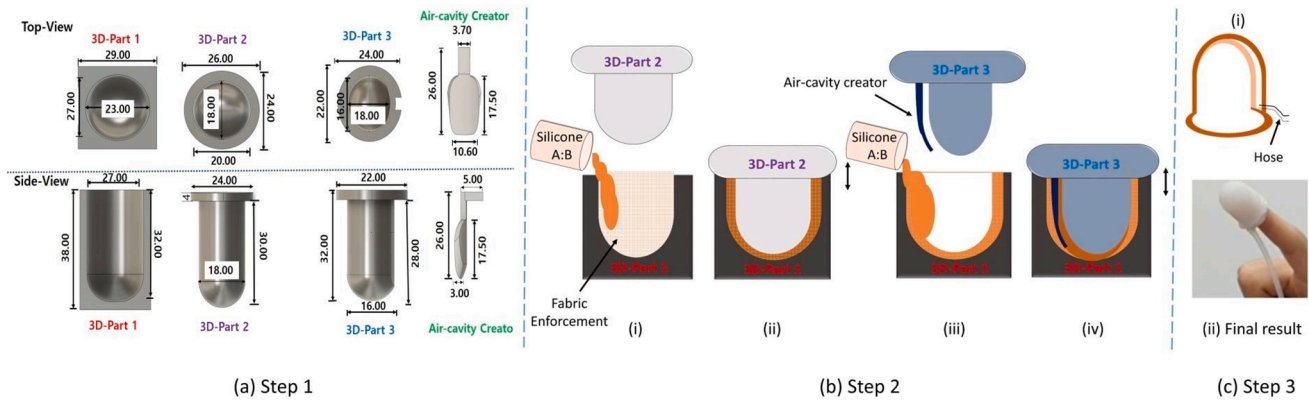 Top-View
3D-Part 1
29.00
27.00
23.00
3D-Part 2
26.00
18.00
24.00
20.00
3D-Part 3
24.00
22.00
16.00
18.00
Air-cavity Creator
3.70
26.00
17.50
10.60
Side-View
27.00
38.00
32.00
3D-Part 1
24.00
4
30.00
18.00
3D-Part 2
22.00
32.00
28.00
16.00
3D-Part 3
5.00
26.00
17.50
3.00
Air-cavity Creato
(a) Step 1
3D-Part 2
Silicone
A:B
3D-Part 1
Fabric
Enforcement
(i)
3D-Part 2
3D-Part 1
(ii)
Air-cavity creator
3D-Part 3
Silicone
A:B
3D-Part 1
(iii)
3D-Part 3
3D-Part 1
(iv)
(b) Step 2
(i)
Hose
(ii) Final result
(c) Step 3